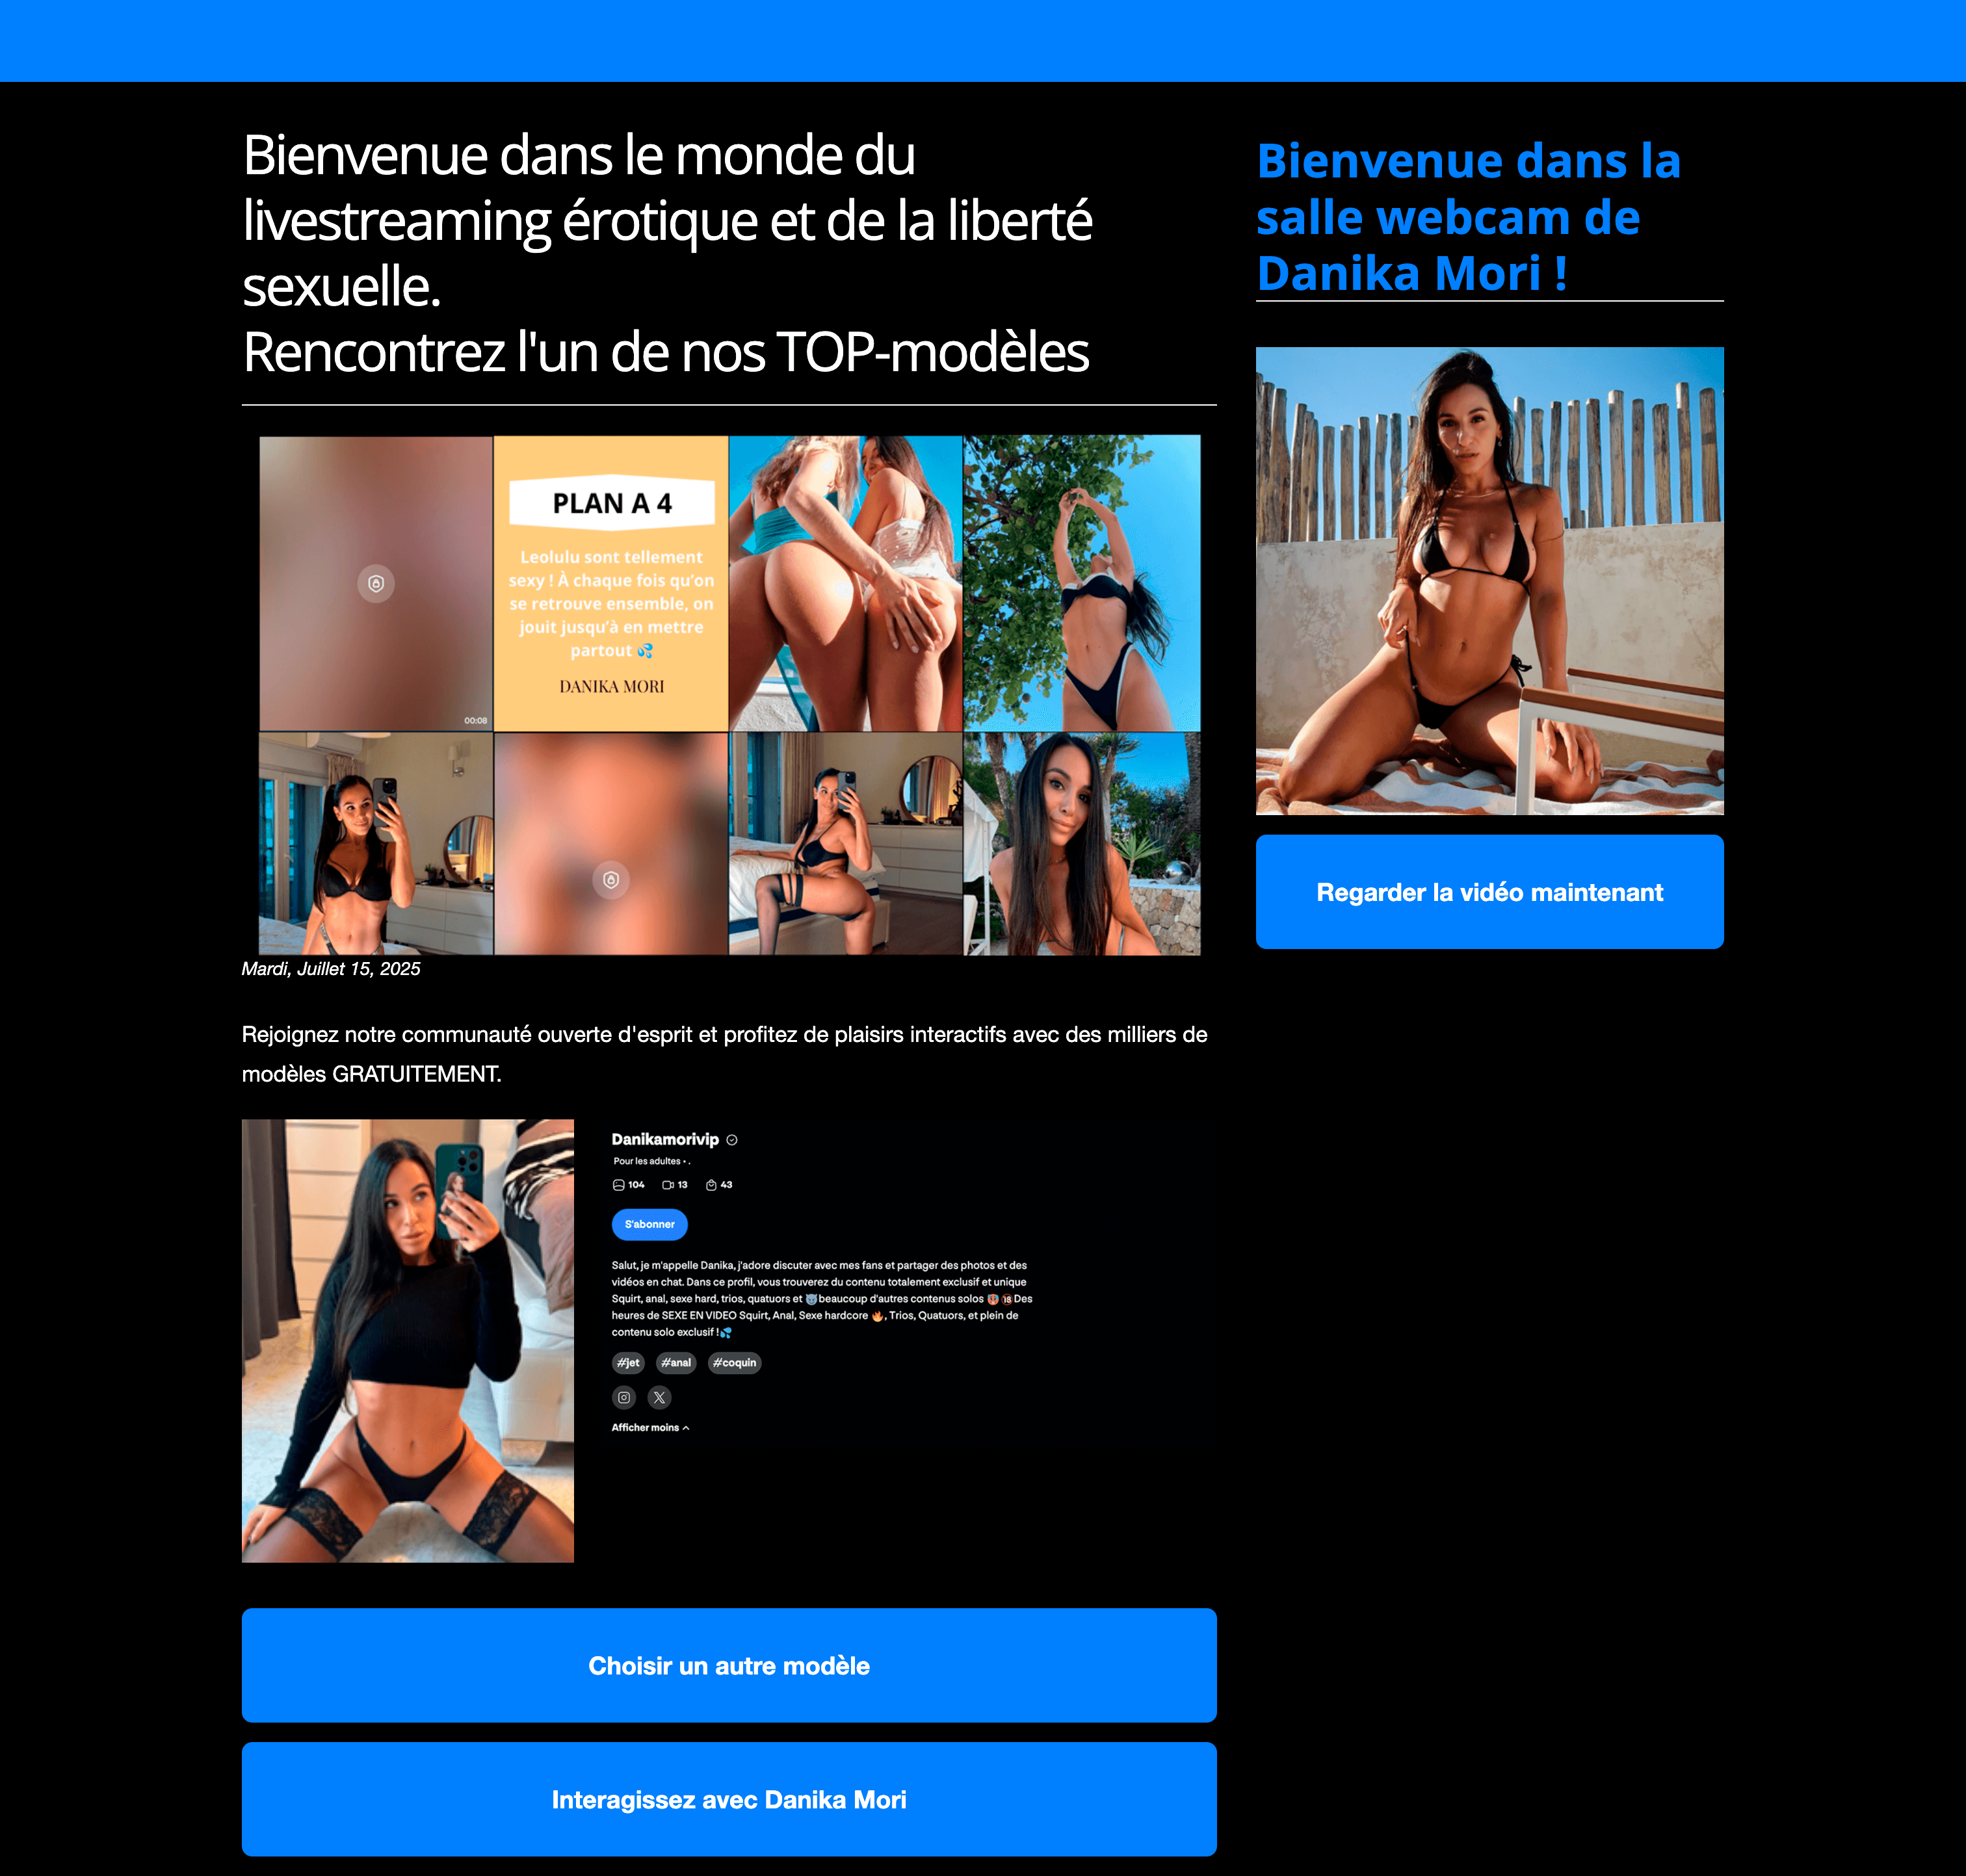 Bienvenue dans le monde du
livestreaming érotique et de la liberté
sexuelle.
Rencontrez l'un de nos TOP-modèles
Bienvenue dans la
salle webcam de
Danika Mori !
PLAN A 4
Leolulu sont tellement
sexy ! À chaque fois qu'on
se retrouve ensemble, on
jouit jusqu'à en mettre
partout 💦
DANIKA MORI
00:08
Regarder la vidéo maintenant
Mardi, Juillet 15, 2025
Rejoignez notre communauté ouverte d'esprit et profitez de plaisirs interactifs avec des milliers de
modèles GRATUITEMENT.
Danikamorivip
Pour les adultes • .
104 13 43
S'abonner
Salut, je m'appelle Danika, j'adore discuter avec mes fans et partager des photos et des
vidéos en chat. Dans ce profil, vous trouverez du contenu totalement exclusif et unique
Squirt, anal, sexe hard, trios, quatuors et 😈beaucoup d'autres contenus solos 🥵🔞Des
heures de SEXE EN VIDEO Squirt, Anal, Sexe hardcore 🔥, Trios, Quatuors, et plein de
contenu solo exclusif !💦
#jet #anal #coquin
Afficher moins
Choisir un autre modèle
Interagissez avec Danika Mori